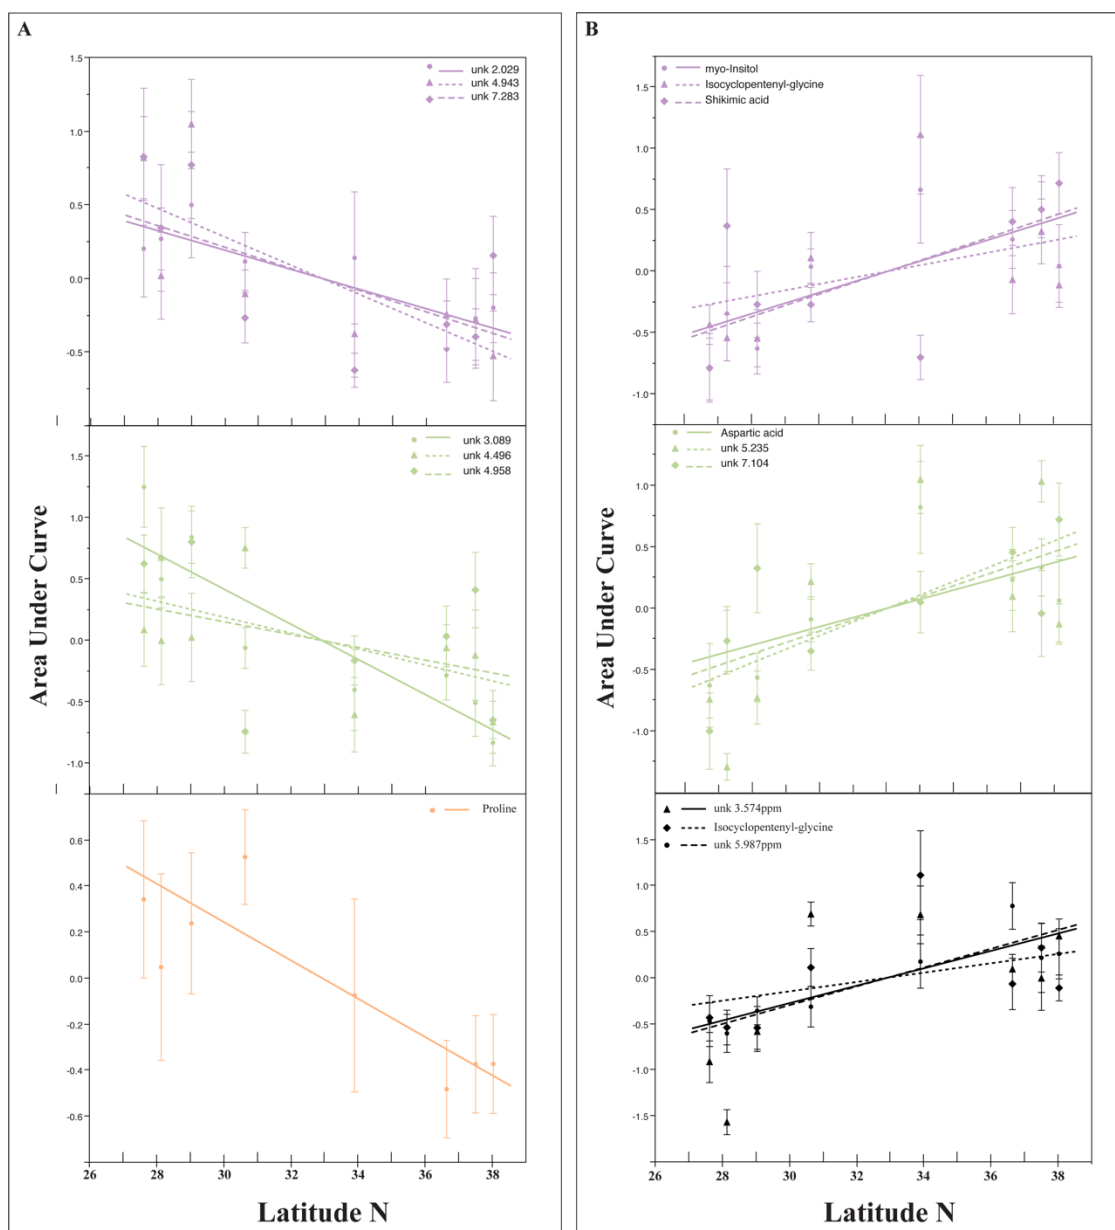 A
unk 2.029
unk 4.943
unk 7.283
1.5
1.0
0.5
0.0
-0.5
unk 3.089
unk 4.496
unk 4.958
1.5
1.0
0.5
0.0
-0.5
-1.0
Area Under Curve
Proline
0.6
0.4
0.2
0.0
-0.2
-0.4
-0.6
26 28 30 32 34 36 38
Latitude N
B
myo-Insitol
Isocyclopentenyl-glycine
Shikimic acid
1.5
1.0
0.5
0.0
-0.5
-1.0
Aspartic acid
unk 5.235
unk 7.104
1.0
0.5
0.0
-0.5
-1.0
Area Under Curve
unk 3.574ppm
Isocyclopentenyl-glycine
unk 5.987ppm
1.5
1.0
0.5
0.0
-0.5
-1.0
-1.5
26 28 30 32 34 36 38
Latitude N